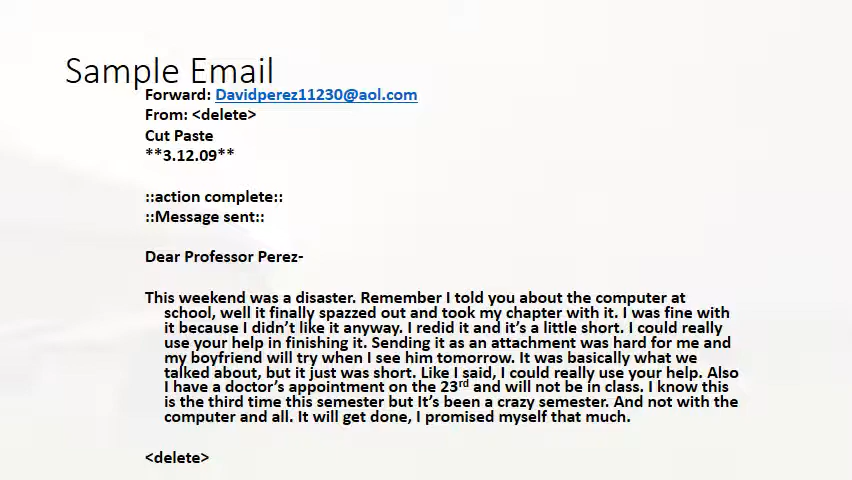 Sample Email
Forward: Davidperez11230@aol.com
From: <delete>
Cut Paste
**3.12.09**
::action complete::
::Message sent::
Dear Professor Perez-
This weekend was a disaster. Remember I told you about the computer at
school, well it finally spazzed out and took my chapter with it. I was fine with
it because I didn’t like it anyway. I redid it and it’s a little short. I could really
use your help in finishing it. Sending it as an attachment was hard for me and
my boyfriend will try when I see him tomorrow. It was basically what we
talked about, but it just was short. Like I said, I could really use your help. Also
I have a doctor’s appointment on the 23rd and will not be in class. I know this
is the third time this semester but It’s been a crazy semester. And not with the
computer and all. It will get done, I promised myself that much.
<delete>